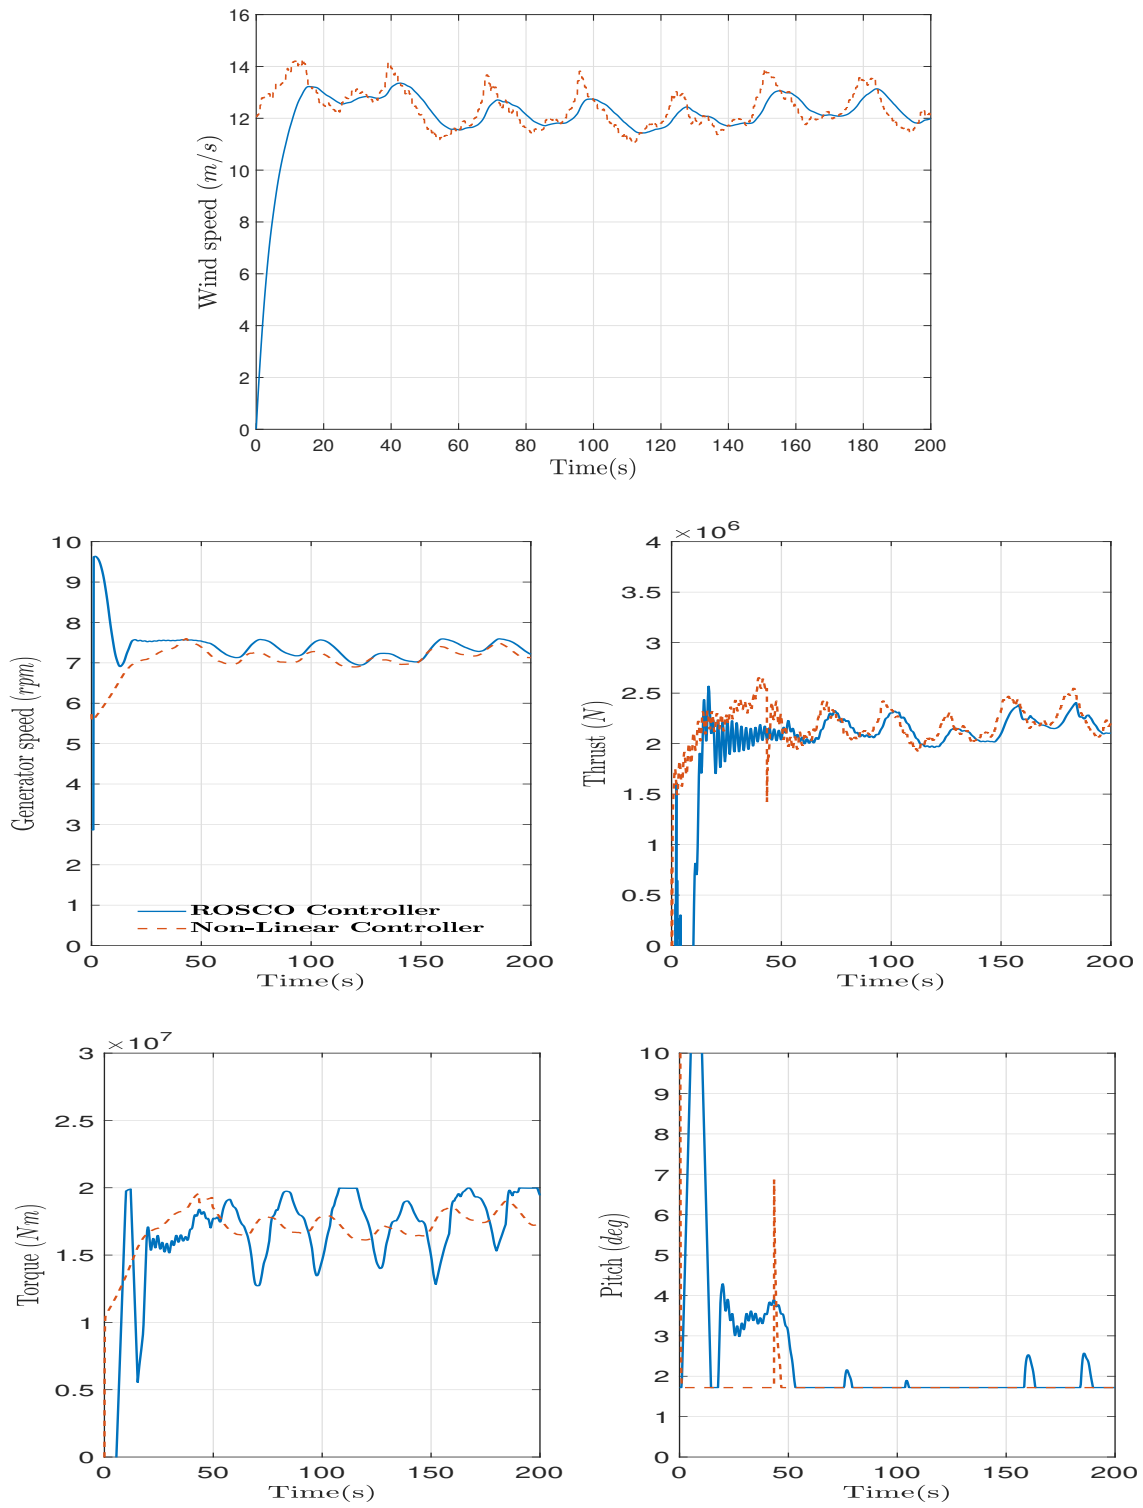 16
14
12
10
8
6
4
2
0
Wind speed (m/s)
0 20 40 60 80 100 120 140 160 180 200
Time(s)
10
9
8
7
6
5
4
3
2
1
0
Generator speed (rpm)
ROSCO Controller
Non-Linear Controller
0 50 100 150 200
Time(s)
×10⁶
4
3.5
3
2.5
2
1.5
1
0.5
0
Thrust (N)
0 50 100 150 200
Time(s)
×10⁷
3
2.5
2
1.5
1
0.5
0
Torque (Nm)
0 50 100 150 200
Time(s)
10
9
8
7
6
5
4
3
2
1
0
Pitch (deg)
0 50 100 150 200
Time(s)